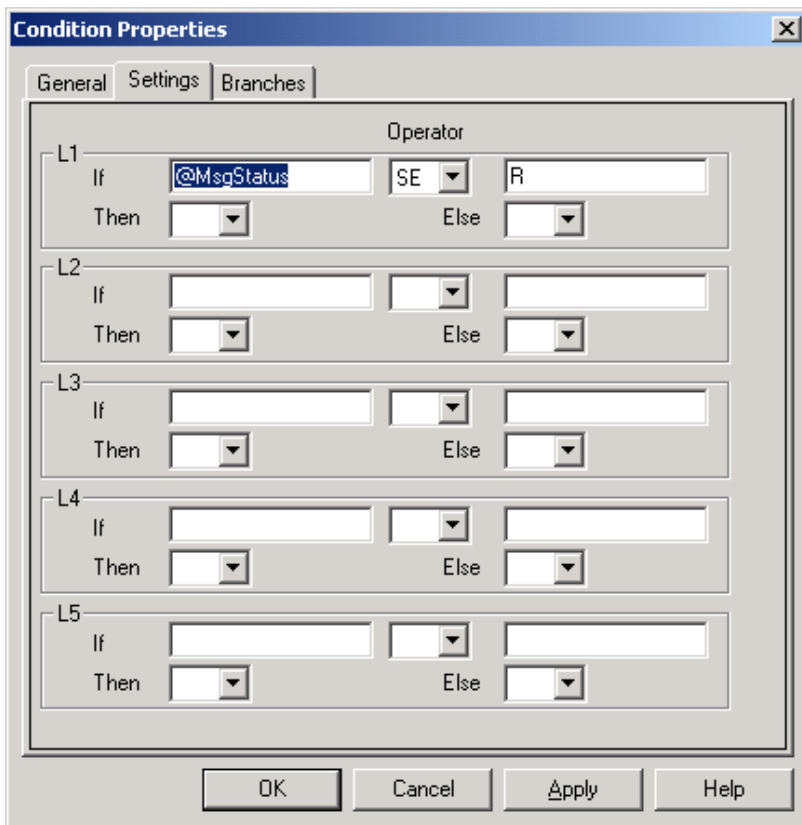 Condition Properties
General Settings Branches
Operator
L1
If @MsgStatus SE R
Then Else
L2
If
Then Else
L3
If
Then Else
L4
If
Then Else
L5
If
Then Else
OK Cancel Apply Help